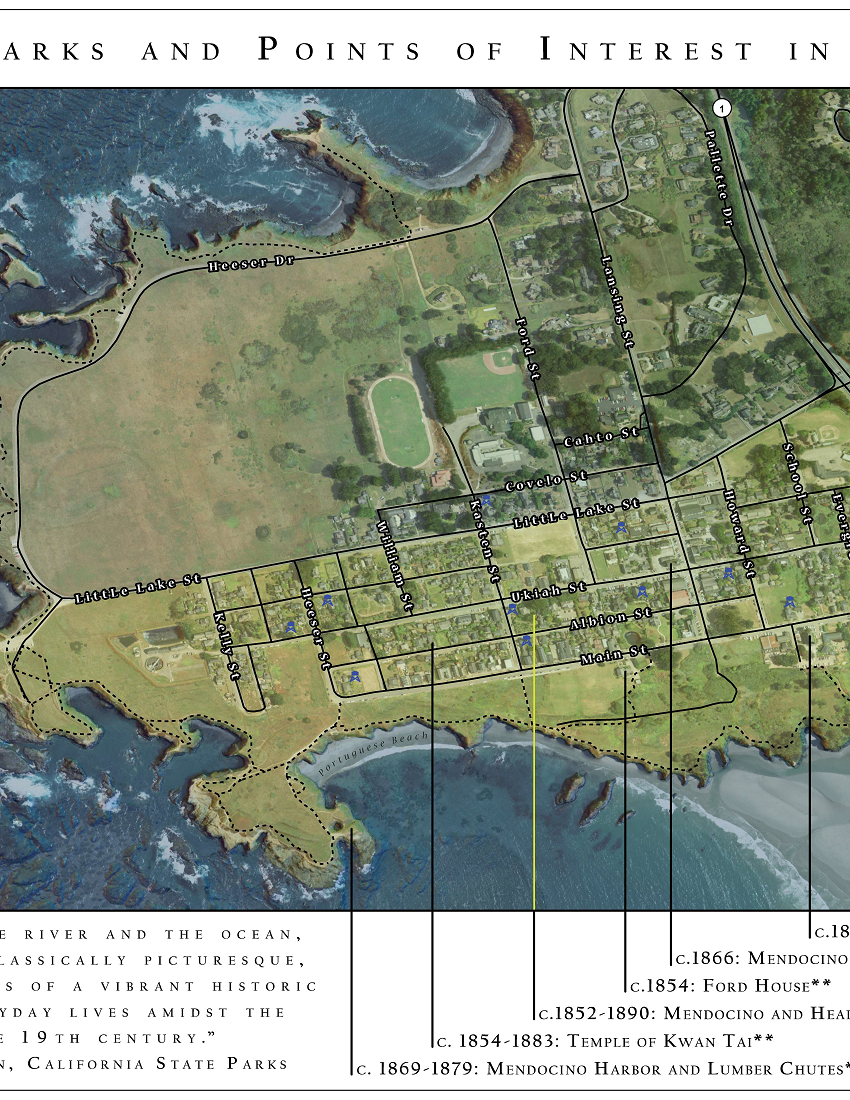 ARKS AND POINTS OF INTEREST IN
1
Pallette Dr
Heeser Dr
Lansing St
Ford St
Cahto St
School St
Covelo St
Little Lake St
Howard St
Kasten St
William St
Ukiah St
Little Lake St
Heeser St
Kelly St
Albion St
Main St
Portuguese Beach
E RIVER AND THE OCEAN,
LASSICALLY PICTURESQUE,
S OF A VIBRANT HISTORIC
YDAY LIVES AMIDST THE
E 19TH CENTURY.”
N, CALIFORNIA STATE PARKS
C.18
C.1866: MENDOCINO
C.1854: FORD HOUSE**
C.1852-1890: MENDOCINO AND HEA
C. 1854-1883: TEMPLE OF KWAN TAI**
C. 1869-1879: MENDOCINO HARBOR AND LUMBER CHUTES*